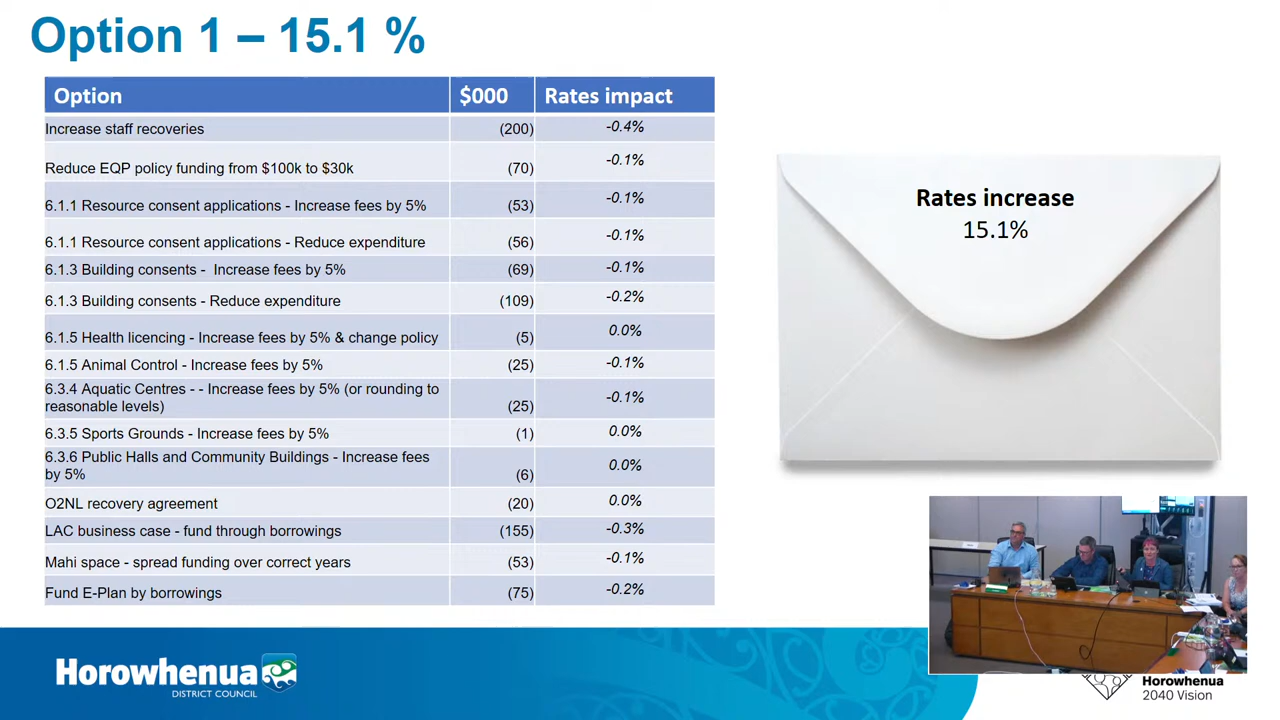 Option 1 – 15.1 %
Option $000 Rates impact
Increase staff recoveries (200) -0.4%
Reduce EQP policy funding from $100k to $30k (70) -0.1%
6.1.1 Resource consent applications - Increase fees by 5% (53) -0.1%
6.1.1 Resource consent applications - Reduce expenditure (56) -0.1%
6.1.3 Building consents -  Increase fees by 5% (69) -0.1%
6.1.3 Building consents - Reduce expenditure (109) -0.2%
6.1.5 Health licencing - Increase fees by 5% & change policy (5) 0.0%
6.1.5 Animal Control - Increase fees by 5% (25) -0.1%
6.3.4 Aquatic Centres - - Increase fees by 5% (or rounding to
reasonable levels) (25) -0.1%
6.3.5 Sports Grounds - Increase fees by 5% (1) 0.0%
6.3.6 Public Halls and Community Buildings - Increase fees
by 5% (6) 0.0%
O2NL recovery agreement (20) 0.0%
LAC business case - fund through borrowings (155) -0.3%
Mahi space - spread funding over correct years (53) -0.1%
Fund E-Plan by borrowings (75) -0.2%
Rates increase
15.1%
Horowhenua
DISTRICT COUNCIL
Horowhenua
2040 Vision